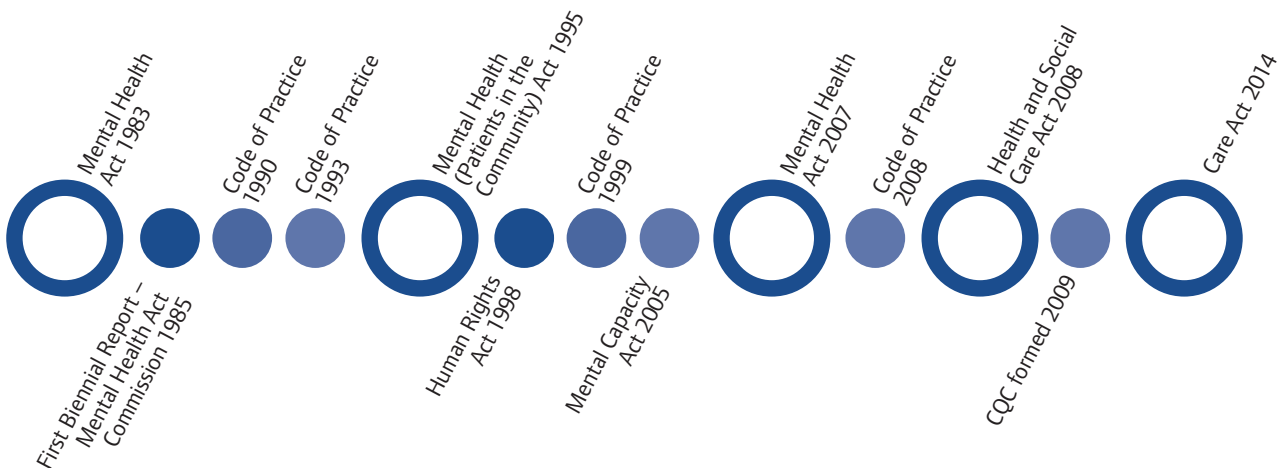 Mental Health
Act 1983
First Biennial Report –
Mental Health Act
Commission 1985
Code of Practice
1990
Code of Practice
1993
Mental Health
(Patients in the
Community) Act 1995
Human Rights
Act 1998
Code of Practice
1999
Mental Capacity
Act 2005
Mental Health
Act 2007
Code of Practice
2008
Health and Social
Care Act 2008
CQC formed 2009
Care Act 2014